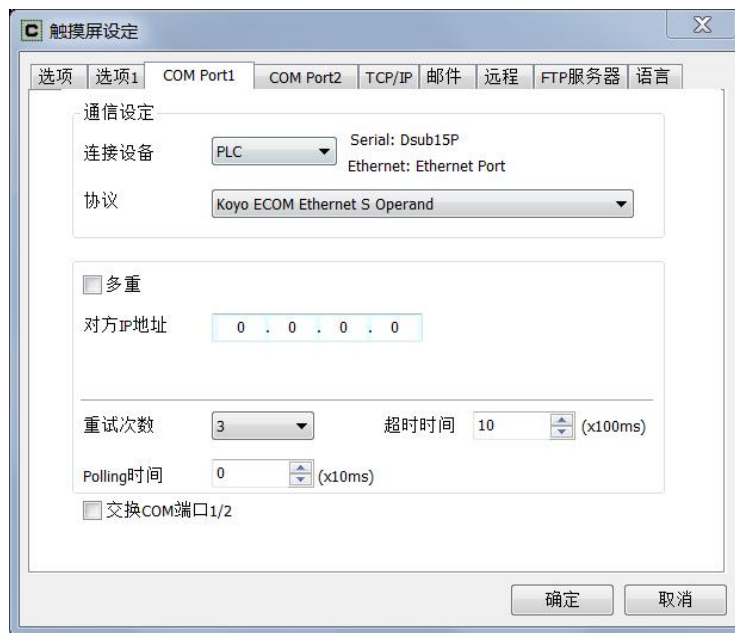 C 触摸屏设定
选项 选项1 COM Port1 COM Port2 TCP/IP 邮件 远程 FTP服务器 语言
通信设定
连接设备 PLC Serial: Dsub15P
Ethernet: Ethernet Port
协议 Koyo ECOM Ethernet S Operand
多重
对方IP地址 0 . 0 . 0 . 0
重试次数 3 超时时间 10 (x100ms)
Polling时间 0 (x10ms)
交换COM端口1/2
确定 取消